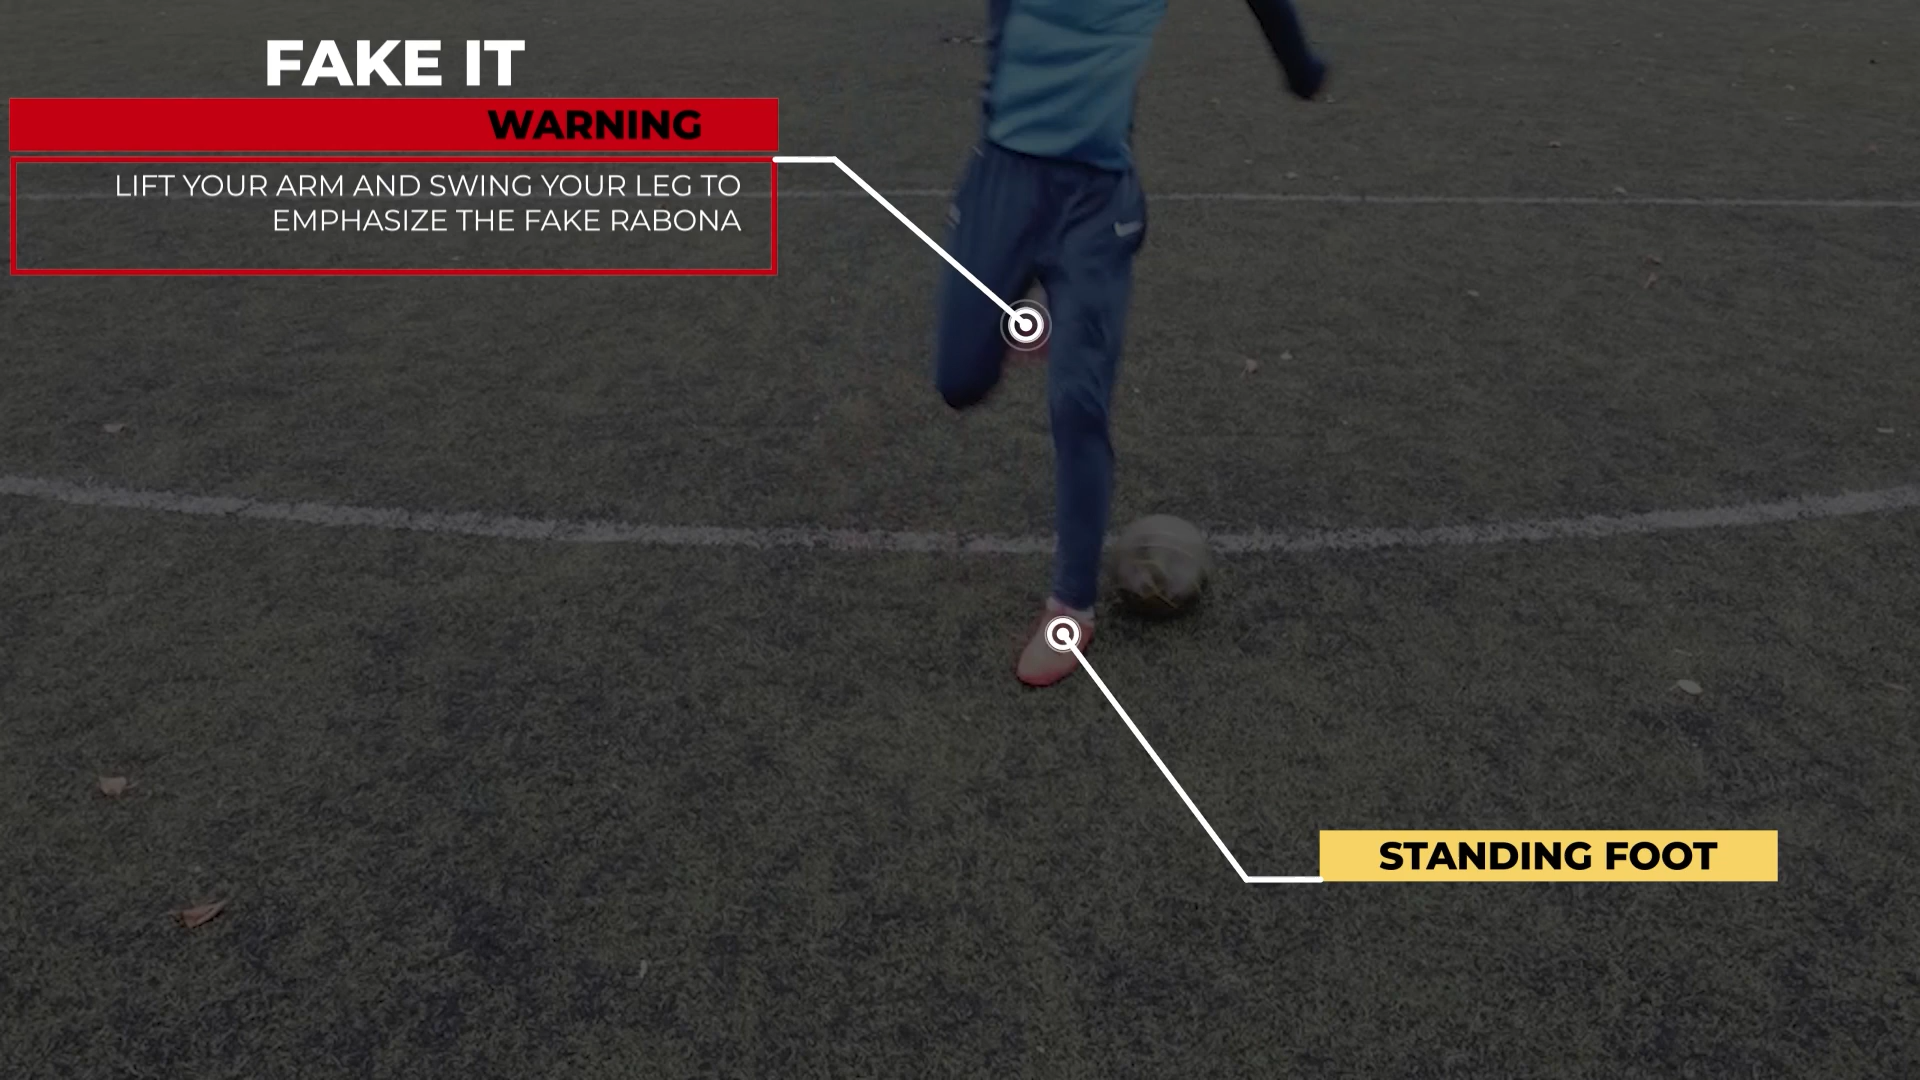 FAKE IT
WARNING
LIFT YOUR ARM AND SWING YOUR LEG TO
EMPHASIZE THE FAKE RABONA
STANDING FOOT